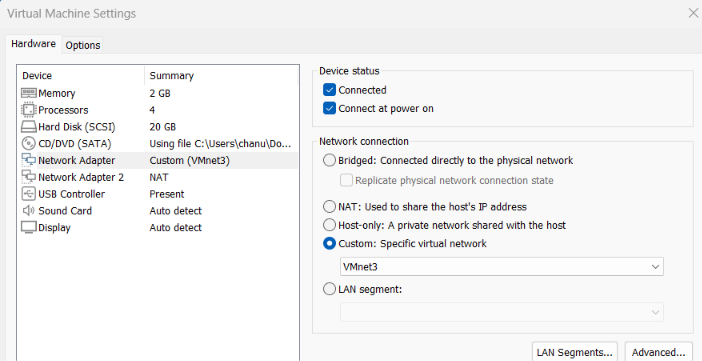 Virtual Machine Settings
Hardware Options
Device Summary
Memory 2 GB
Processors 4
Hard Disk (SCSI) 20 GB
CD/DVD (SATA) Using file C:\Users\chanu\Do...
Network Adapter Custom (VMnet3)
Network Adapter 2 NAT
USB Controller Present
Sound Card Auto detect
Display Auto detect
Device status
Connected
Connect at power on
Network connection
Bridged: Connected directly to the physical network
Replicate physical network connection state
NAT: Used to share the host's IP address
Host-only: A private network shared with the host
Custom: Specific virtual network
VMnet3
LAN segment:
LAN Segments... Advanced...